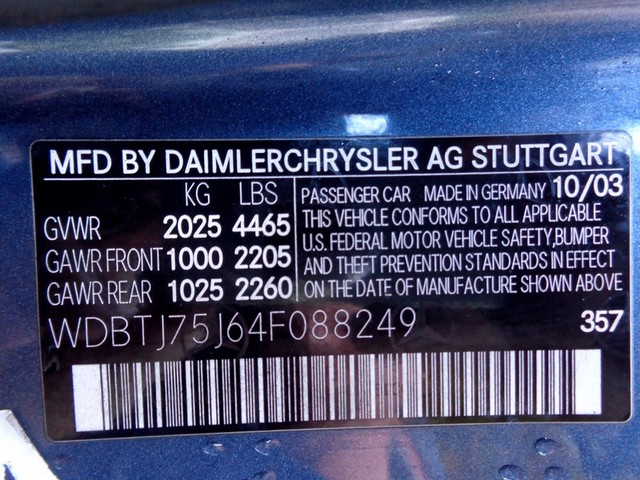 MFD BY DAIMLERCHRYSLER AG STUTTGART
KG LBS
GVWR 2025 4465
GAWR FRONT 1000 2205
GAWR REAR 1025 2260
PASSENGER CAR MADE IN GERMANY 10/03
THIS VEHICLE CONFORMS TO ALL APPLICABLE
U.S. FEDERAL MOTOR VEHICLE SAFETY,BUMPER
AND THEFT PREVENTION STANDARDS IN EFFECT
ON THE DATE OF MANUFACTURE SHOWN ABOVE
WDBTJ75J64F088249 357